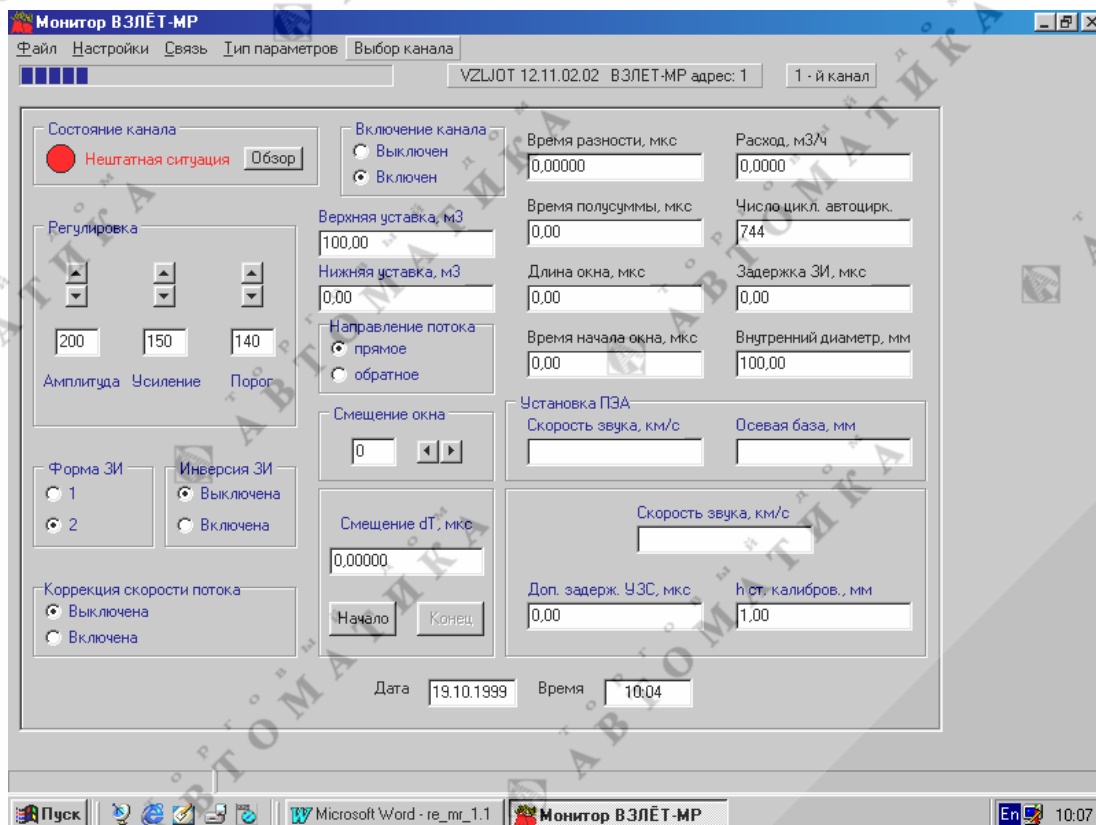 Монитор ВЗЛЁТ-МР
Файл Настройки Связь Тип параметров Выбор канала
VZLJOT 12.11.02.02 ВЗЛЕТ-МР адрес: 1
1 - й канал
Состояние канала
Нештатная ситуация
Обзор
Включение канала
Выключен
Включен
Время разности, мкс
0,00000
Расход, м3/ч
0,0000
Регулировка
200
150
140
Амплитуда Усиление Порог
Верхняя уставка, м3
100,00
Нижняя уставка, м3
0,00
Время полусуммы, мкс
0,00
Число цикл. автоцирк.
744
Длина окна, мкс
0,00
Задержка ЗИ, мкс
0,00
Направление потока
прямое
обратное
Время начала окна, мкс
0,00
Внутренний диаметр, мм
100,00
Смещение окна
0
Установка ПЭА
Скорость звука, км/с
Осевая база, мм
Форма ЗИ
1
2
Инверсия ЗИ
Выключена
Включена
Смещение dT, мкс
0,00000
Начало
Конец
Скорость звука, км/с
Доп. задерж. УЗС, мкс
0,00
h ст. калибров., мм
1,00
Коррекция скорости потока
Выключена
Включена
Дата
19.10.1999
Время
10:04
Пуск
Microsoft Word - re_mr_1.1
Монитор ВЗЛЁТ-МР
En
10:07
ТОРГОВЫЙ ДОМ АВТОМАТИКА